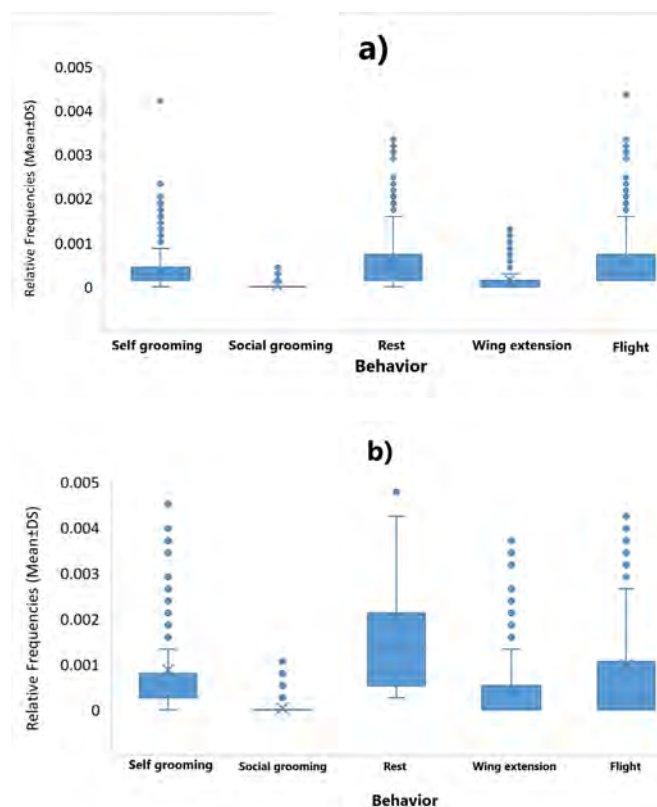 a)
Relative Frequencies (Mean±DS)
0.005
0.004
0.003
0.002
0.001
0
Self grooming Social grooming Rest Wing extension Flight
Behavior
b)
Relative Frequencies (Mean±DS)
0.005
0.004
0.003
0.002
0.001
0
Self grooming Social grooming Rest Wing extension Flight
Behavior